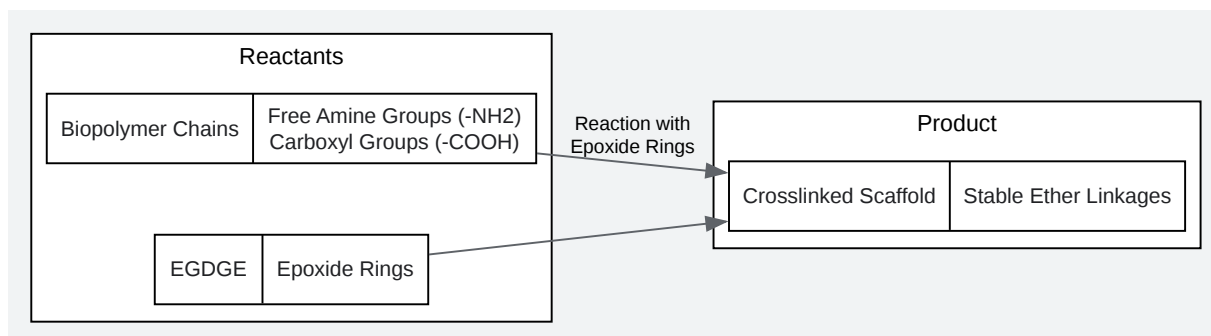 Reactants
Biopolymer Chains
Free Amine Groups (-NH2)
Carboxyl Groups (-COOH)
EGDGE
Epoxide Rings
Reaction with
Epoxide Rings
Product
Crosslinked Scaffold
Stable Ether Linkages